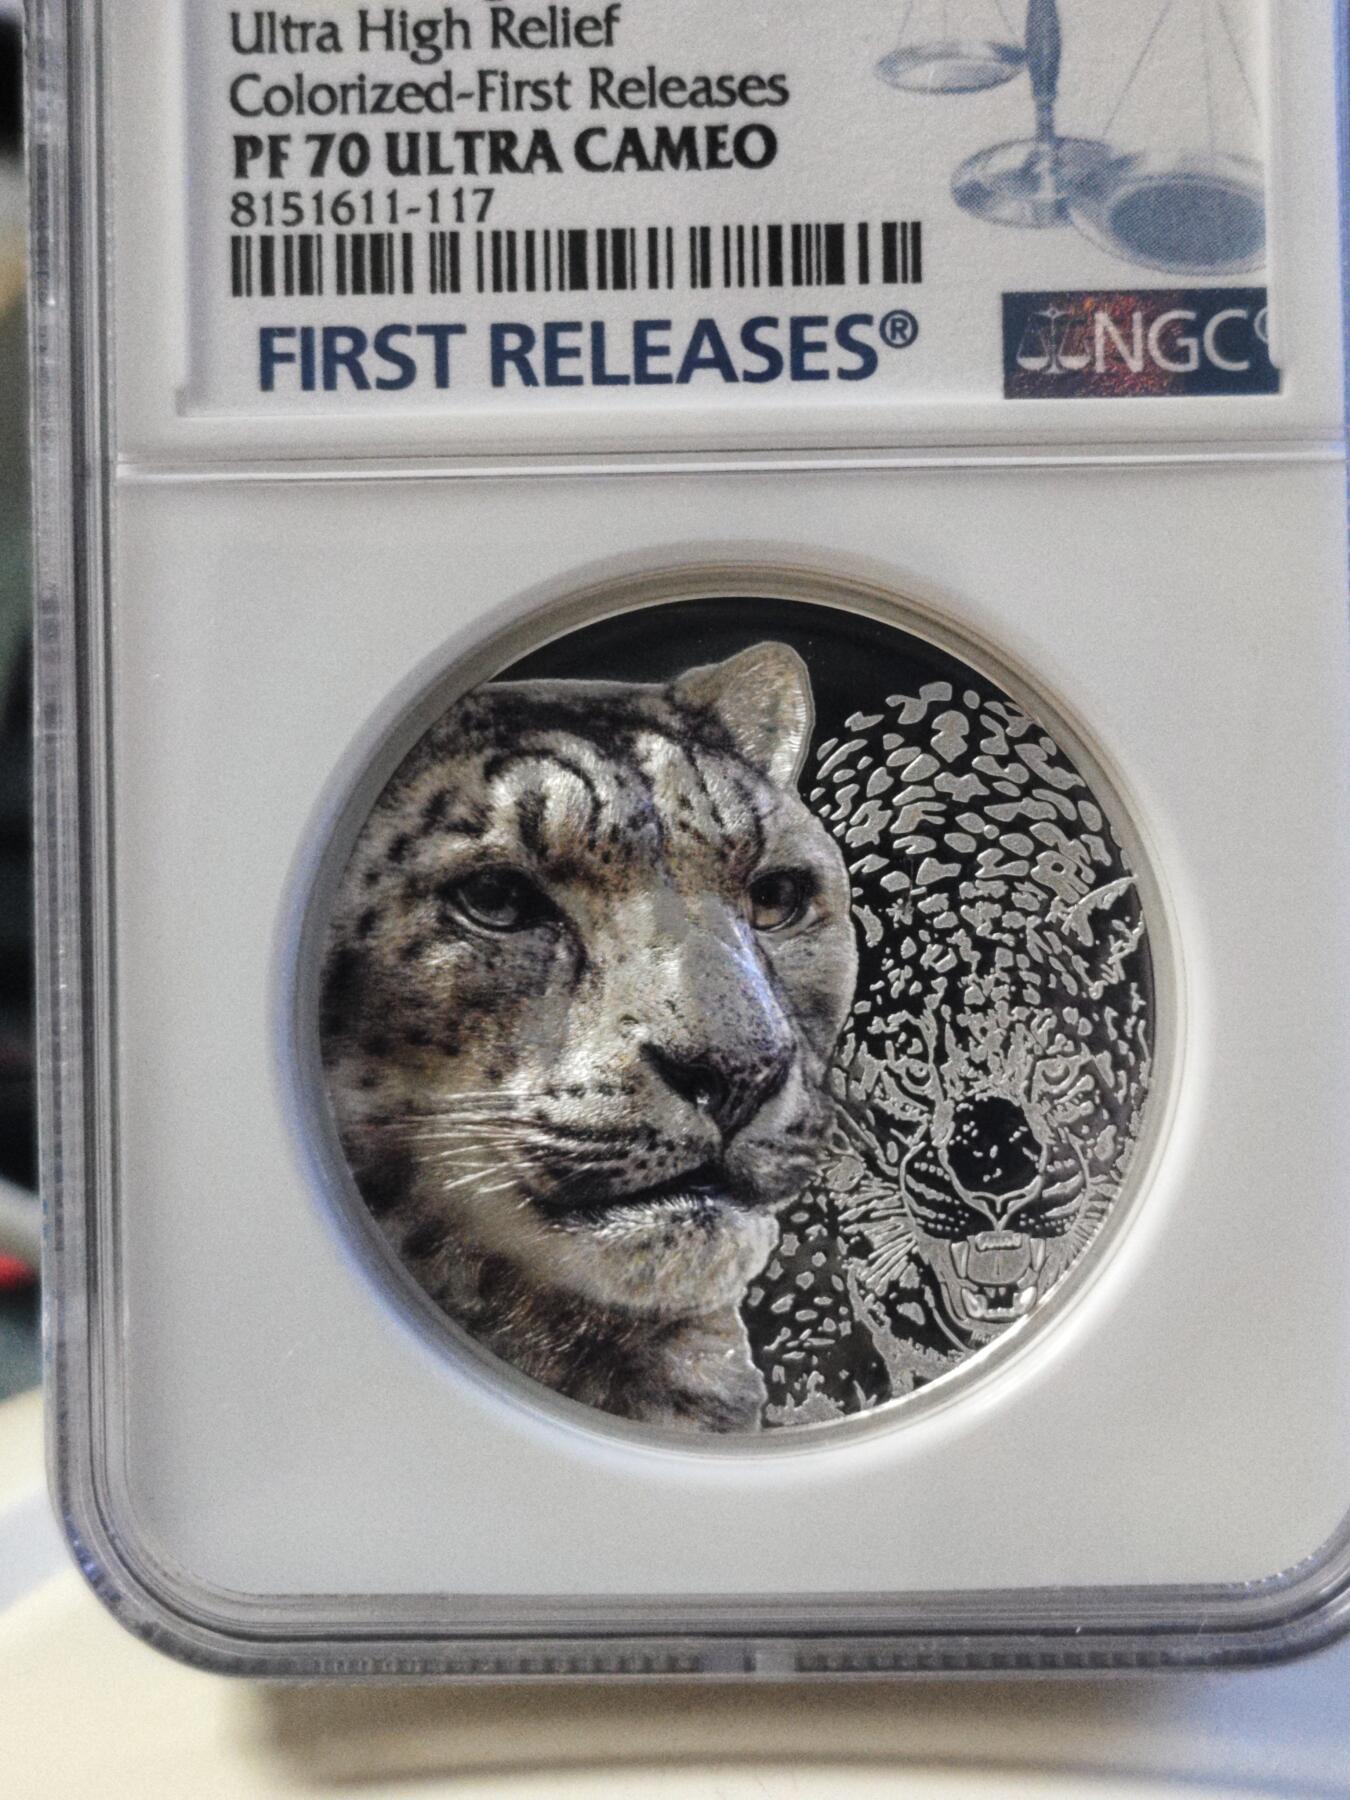 Ultra High Relief
Colorized-First Releases
PF 70 ULTRA CAMEO
8151611-117
FIRST RELEASES®
NGC